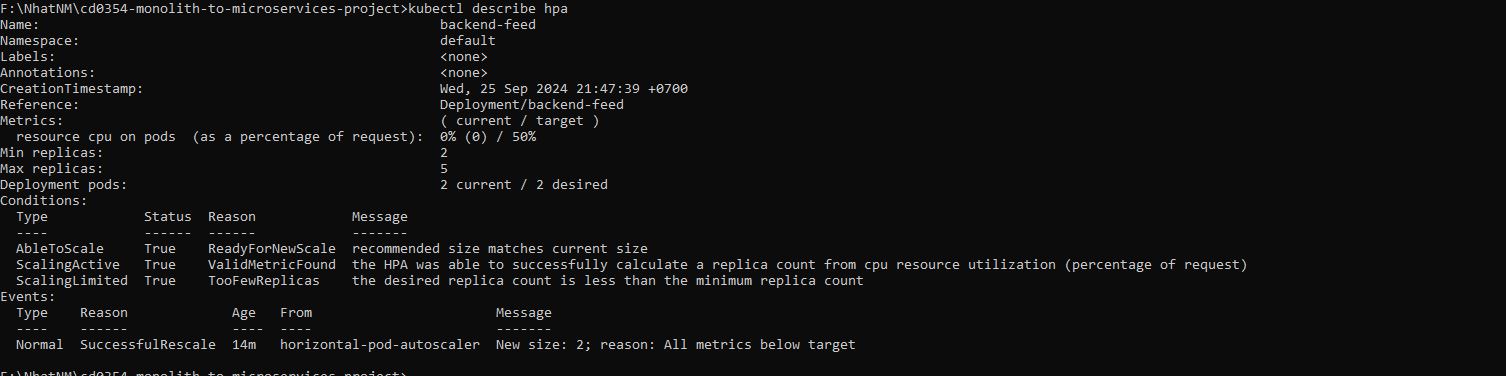 F:\NhatNM\cd0354-monolith-to-microservices-project>kubectl describe hpa
Name: backend-feed
Namespace: default
Labels: <none>
Annotations: <none>
CreationTimestamp: Wed, 25 Sep 2024 21:47:39 +0700
Reference: Deployment/backend-feed
Metrics: ( current / target )
resource cpu on pods (as a percentage of request): 0% (0) / 50%
Min replicas: 2
Max replicas: 5
Deployment pods: 2 current / 2 desired
Conditions:
Type Status Reason Message
---- ------ ------ -------
AbleToScale True ReadyForNewScale recommended size matches current size
ScalingActive True ValidMetricFound the HPA was able to successfully calculate a replica count from cpu resource utilization (percentage of request)
ScalingLimited True TooFewReplicas the desired replica count is less than the minimum replica count
Events:
Type Reason Age From Message
---- ------ ---- ---- -------
Normal SuccessfulRescale 14m horizontal-pod-autoscaler New size: 2; reason: All metrics below target
F:\NhatNM\cd0354-monolith-to-microservices-project>